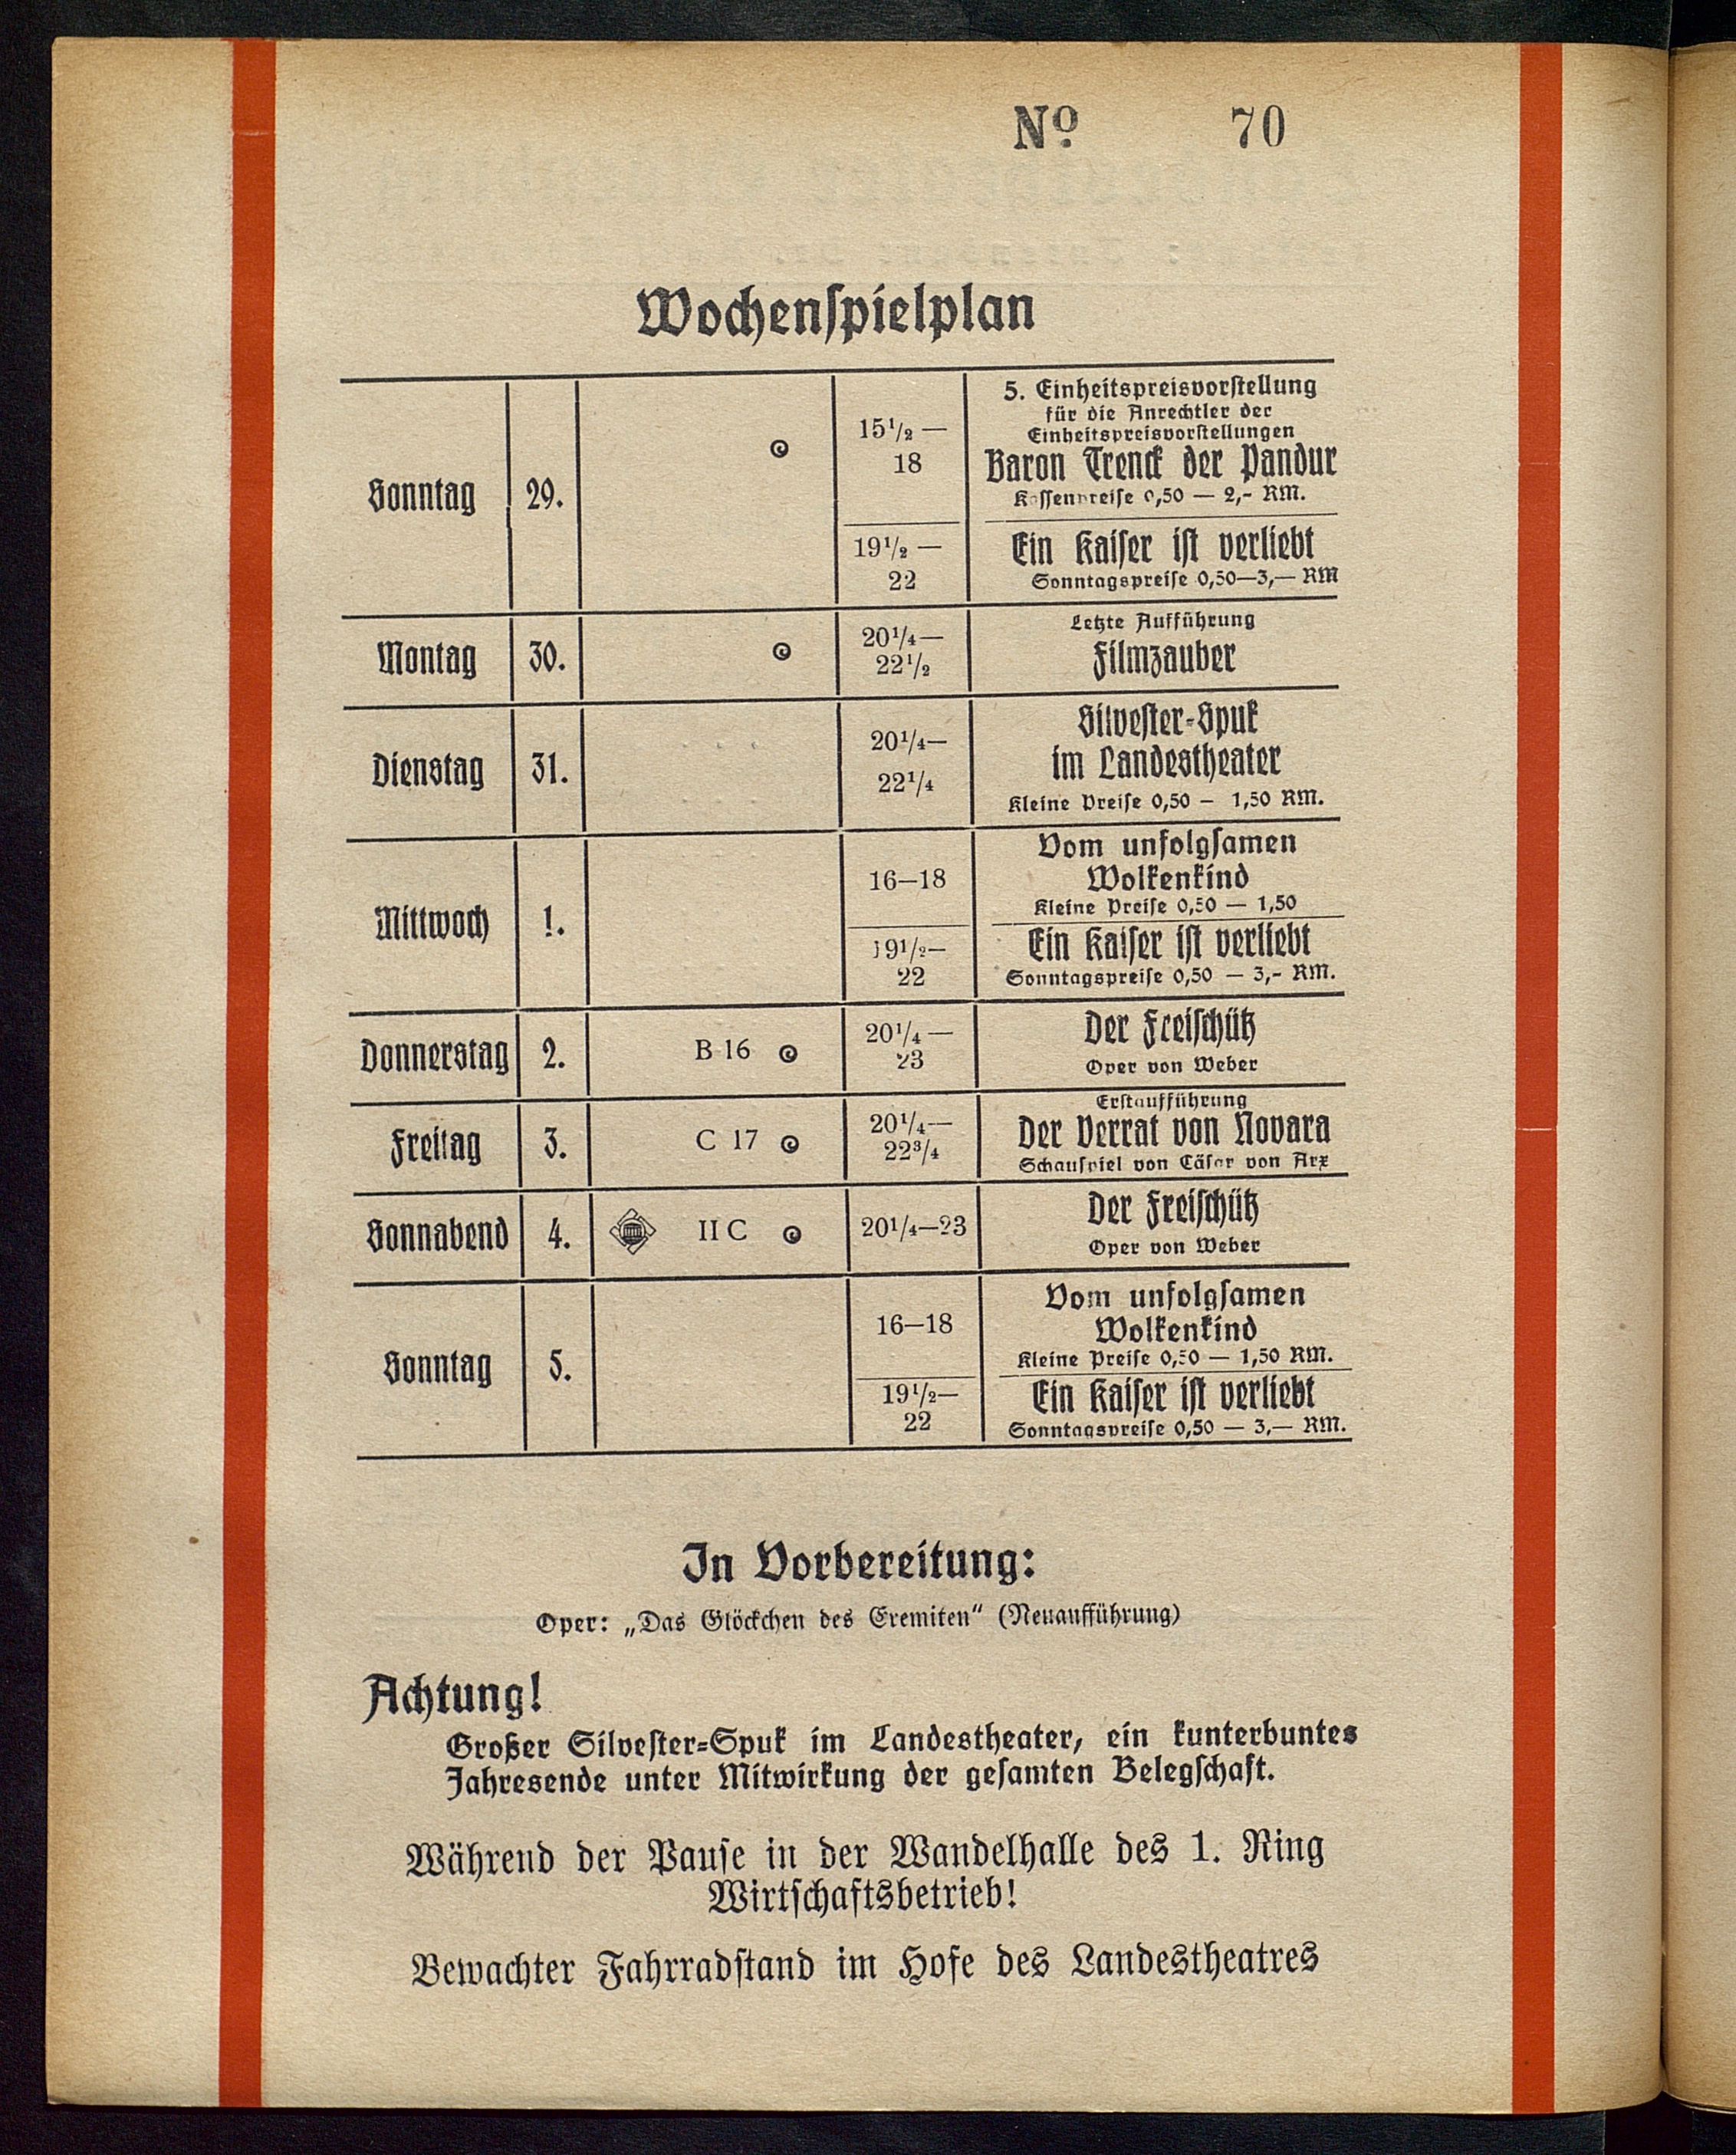 Nº 70
Wochenspielplan
Sonntag 29.
15½—
18
5. Einheitspreisvorstellung
für die Anrechtler der
Einheitspreisvorstellungen
Baron Trenck der Pandur
Kassenpreise 0,50 — 2,- RM.
19½ —
22
Ein Kaiser ist verliebt
Sonntagspreise 0,50—3,— RM
Montag 30.
20¼—
22½
Letzte Aufführung
Filmzauber
Dienstag 31.
20¼—
22¼
Silvester-Spuk
im Landestheater
Kleine Preise 0,50 – 1,50 RM.
Mittwoch 1.
16–18
Vom unfolgsamen
Wolkenkind
Kleine Preise 0,50 — 1,50
19½—
22
Ein Kaiser ist verliebt
Sonntagspreise 0,50 — 3,- RM.
Donnerstag 2. B 16
20¼—
23
Der Freischütz
Oper von Weber
Freitag 3. C 17
20¼—
22¾
Erstaufführung
Der Verrat von Novara
Schauspiel von Cäsar von Arx
Sonnabend 4. II C 20¼—23
Der Freischütz
Oper von Weber
Sonntag 5.
16–18
Vom unfolgsamen
Wolkenkind
Kleine Preise 0,50 — 1,50 RM.
19½—
22
Ein Kaiser ist verliebt
Sonntagspreise 0,50 — 3,— RM.
In Vorbereitung:
Oper: „Das Glöckchen des Eremiten“ (Neuaufführung)
Achtung!
Großer Silvester-Spuk im Landestheater, ein kunterbuntes
Jahresende unter Mitwirkung der gesamten Belegschaft.
Während der Pause in der Wandelhalle des 1. Ring
Wirtschaftsbetrieb!
Bewachter Fahrradstand im Hofe des Landestheatres